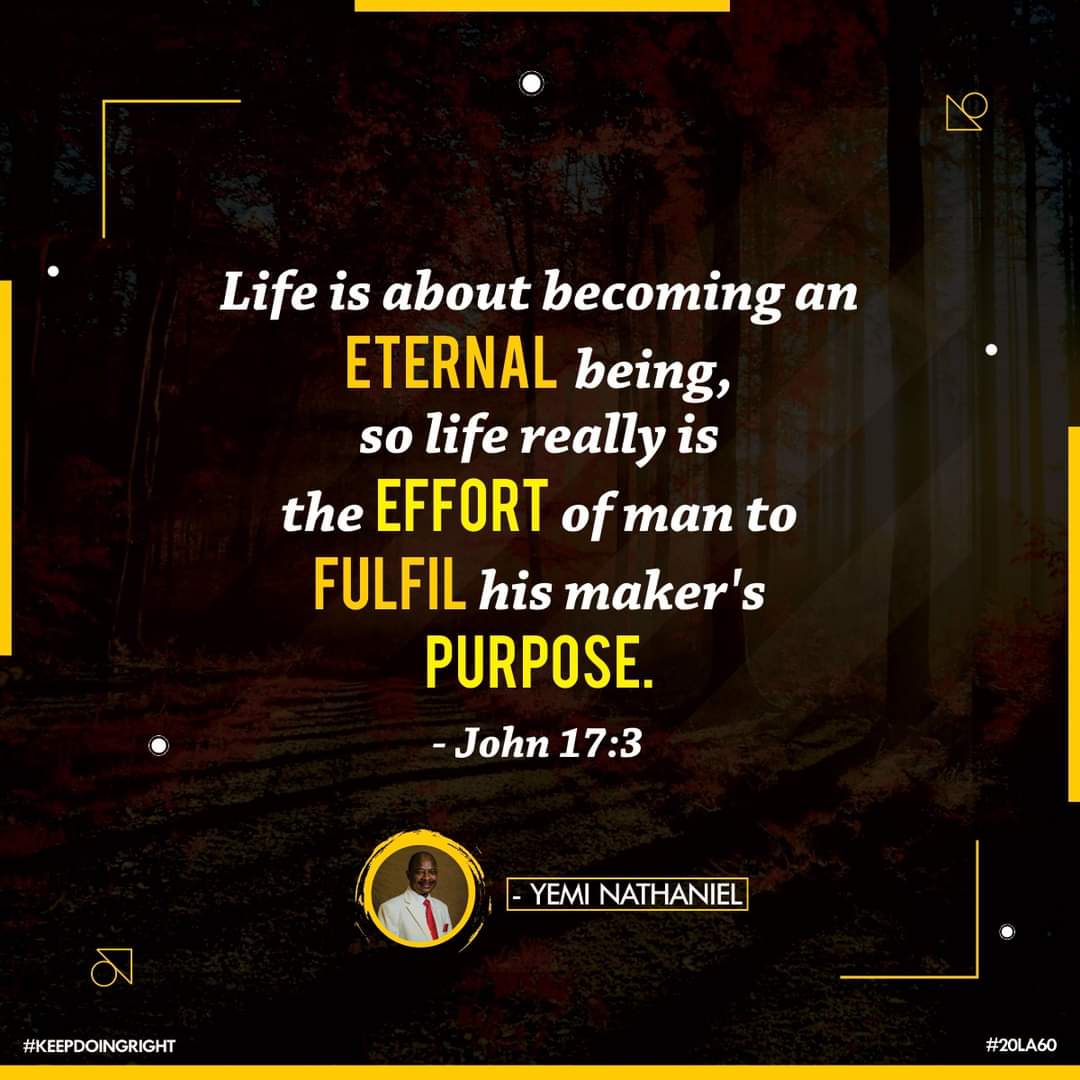 Life is about becoming an
ETERNAL being,
so life really is
the EFFORT of man to
FULFIL his maker's
PURPOSE.
- John 17:3
- YEMI NATHANIEL
#KEEPDOINGRIGHT
#20LA60